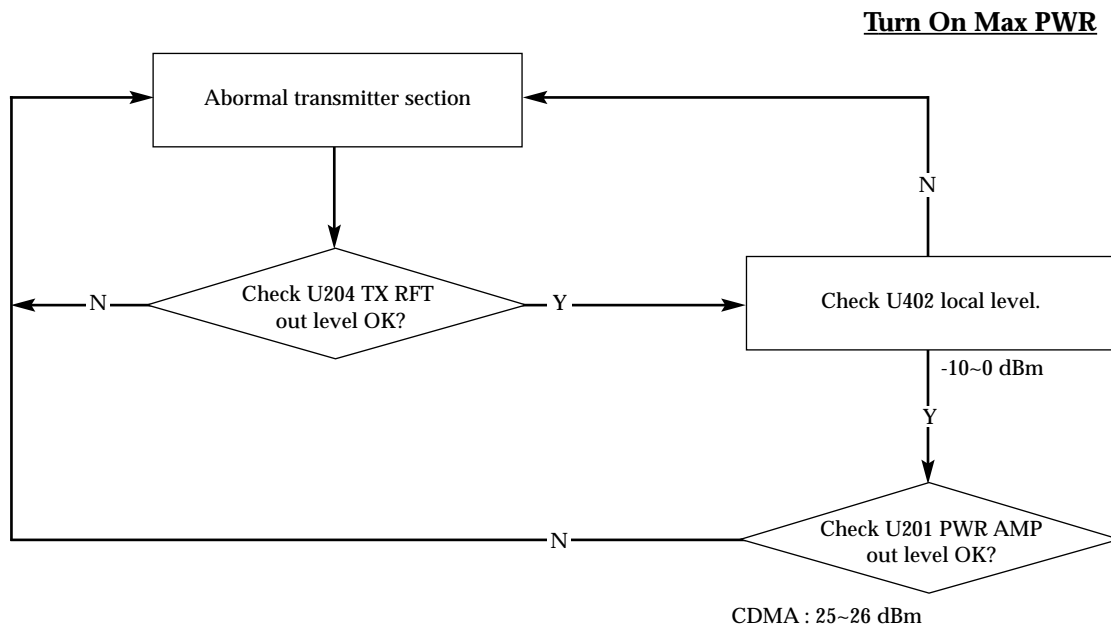 Turn On Max PWR
Abormal transmitter section
N
Check U204 TX RFT
out level OK?
N
Y
Check U402 local level.
-10~0 dBm
Y
Check U201 PWR AMP
out level OK?
N
CDMA : 25~26 dBm